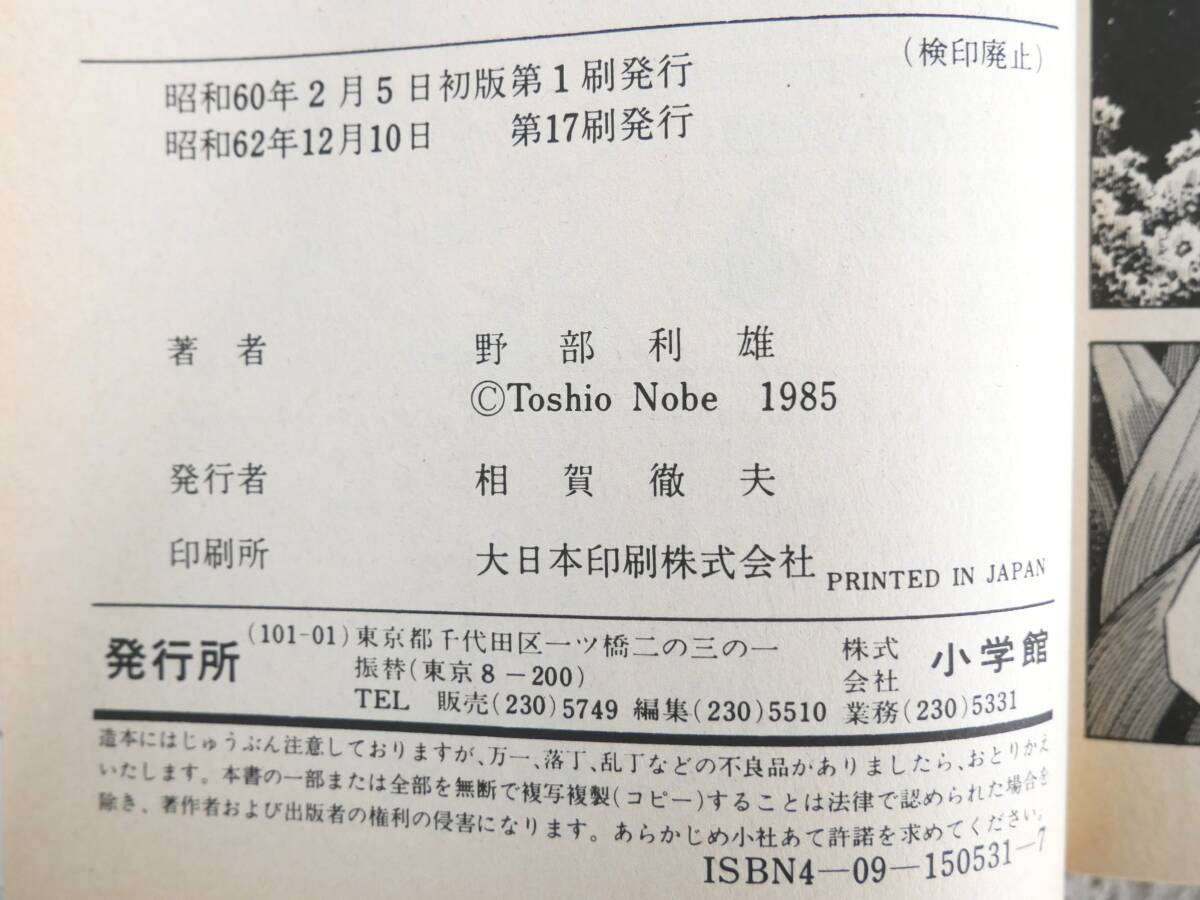 (検印廃止)
昭和60年2月5日初版第1刷発行
昭和62年12月10日 第17刷発行
著者 野部利雄
©Toshio Nobe 1985
発行者 相賀徹夫
印刷所 大日本印刷株式会社 PRINTED IN JAPAN
発行所 (101-01)東京都千代田区一ツ橋二の三の一 株式会社 小学館
振替(東京8-200)
TEL 販売(230)5749 編集(230)5510 業務(230)5331
造本にはじゅうぶん注意しておりますが、万一、落丁、乱丁などの不良品がありましたら、おとりかえ
いたします。本書の一部または全部を無断で複写複製(コピー)することは法律で認められた場合を
除き、著作者および出版者の権利の侵害になります。あらかじめ小社あて許諾を求めてください。
ISBN4-09-150531-7